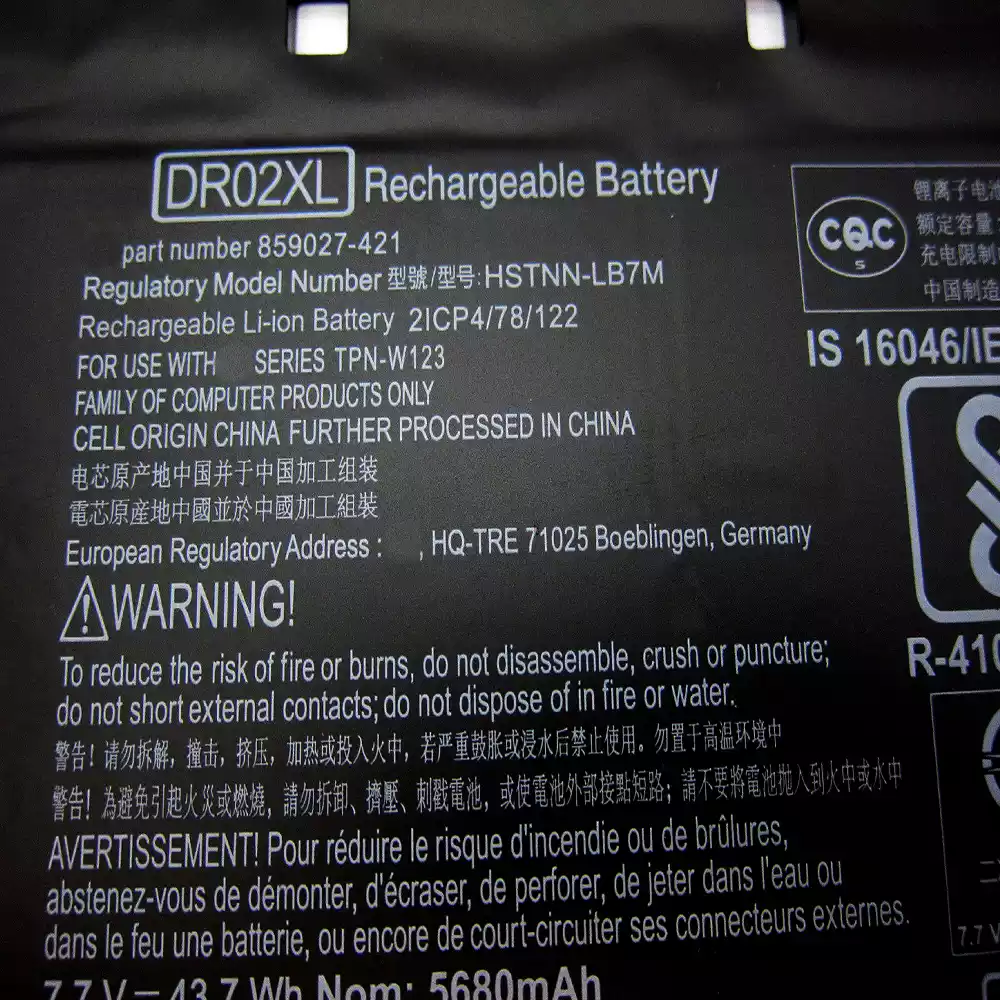 DR02XL Rechargeable Battery
part number 859027-421
Regulatory Model Number 型號/型号: HSTNN-LB7M
Rechargeable Li-ion Battery 2ICP4/78/122
FOR USE WITH SERIES TPN-W123
FAMILY OF COMPUTER PRODUCTS ONLY
CELL ORIGIN CHINA FURTHER PROCESSED IN CHINA
电芯原产地中国并于中国加工组装
電芯原產地中國並於中國加工組裝
European Regulatory Address : , HQ-TRE 71025 Boeblingen, Germany
WARNING!
To reduce the risk of fire or burns, do not disassemble, crush or puncture;
do not short external contacts; do not dispose of in fire or water.
警告! 请勿拆解, 撞击, 挤压, 加热或投入火中, 若严重鼓胀或浸水后禁止使用。勿置于高温环境中
警告! 為避免引起火災或燃燒, 請勿拆卸、擠壓、刺戳電池, 或使電池外部接點短路; 請不要將電池抛入到火中或水中
AVERTISSEMENT! Pour réduire le risque d'incendie ou de brûlures,
abstenez-vous de démonter, d'écraser, de perforer, de jeter dans l'eau ou
dans le feu une batterie, ou encore de court-circuiter ses connecteurs externes.
7.7 V = 43.7 Wh Nom: 5680mAh
CQC
S
锂离子电池
额定容量
充电限制
中国制造
IS 16046/IE
R-410
7.7 V